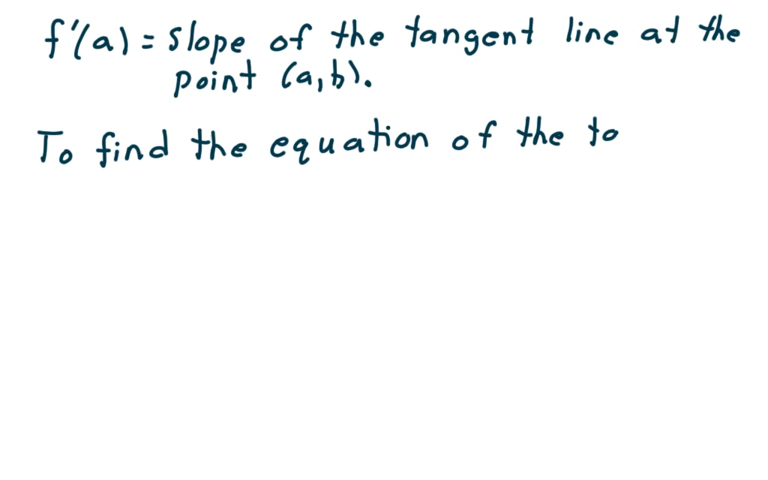 f'(a) = slope of the tangent line at the
point (a,b).
To find the equation of the to